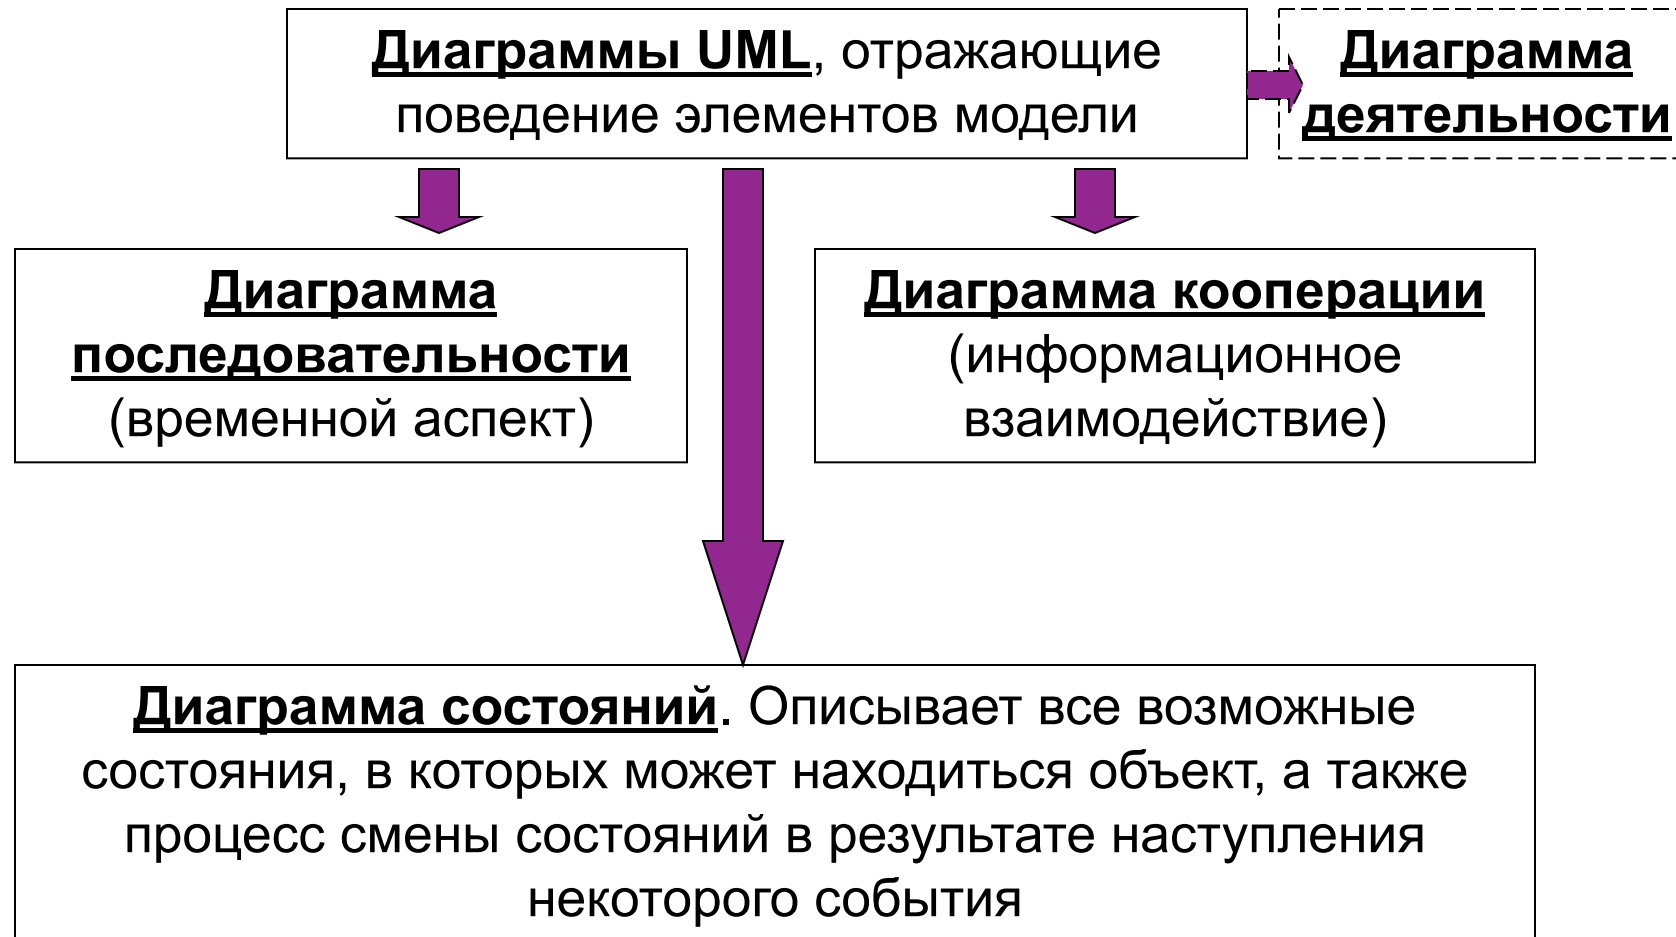 Диаграммы UML, отражающие
поведение элементов модели
Диаграмма
деятельности
Диаграмма
последовательности
(временной аспект)
Диаграмма кооперации
(информационное
взаимодействие)
Диаграмма состояний. Описывает все возможные
состояния, в которых может находиться объект, а также
процесс смены состояний в результате наступления
некоторого события